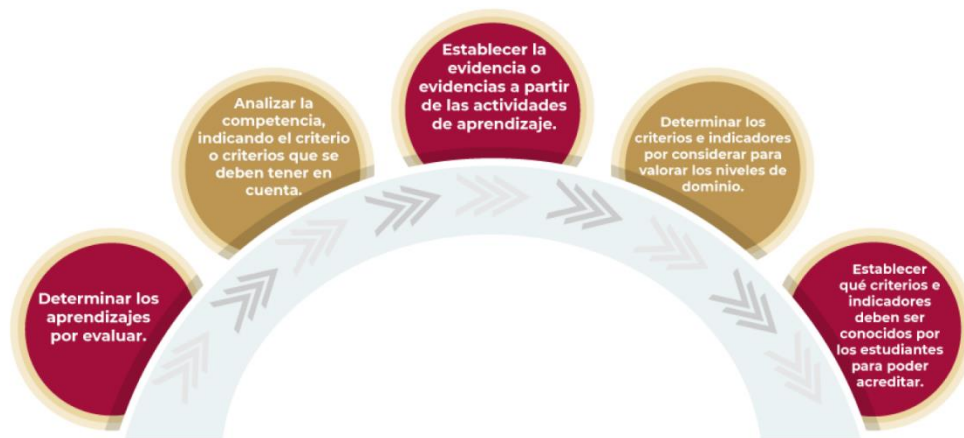 Determinar los
aprendizajes
por evaluar.
Analizar la
competencia,
indicando el criterio
o criterios que se
deben tener en
cuenta.
Establecer la
evidencia o
evidencias a partir
de las actividades
de aprendizaje.
Determinar los
criterios e indicadores
por considerar para
valorar los niveles de
dominio.
Establecer
qué criterios e
indicadores
deben ser
conocidos por
los estudiantes
para poder
acreditar.